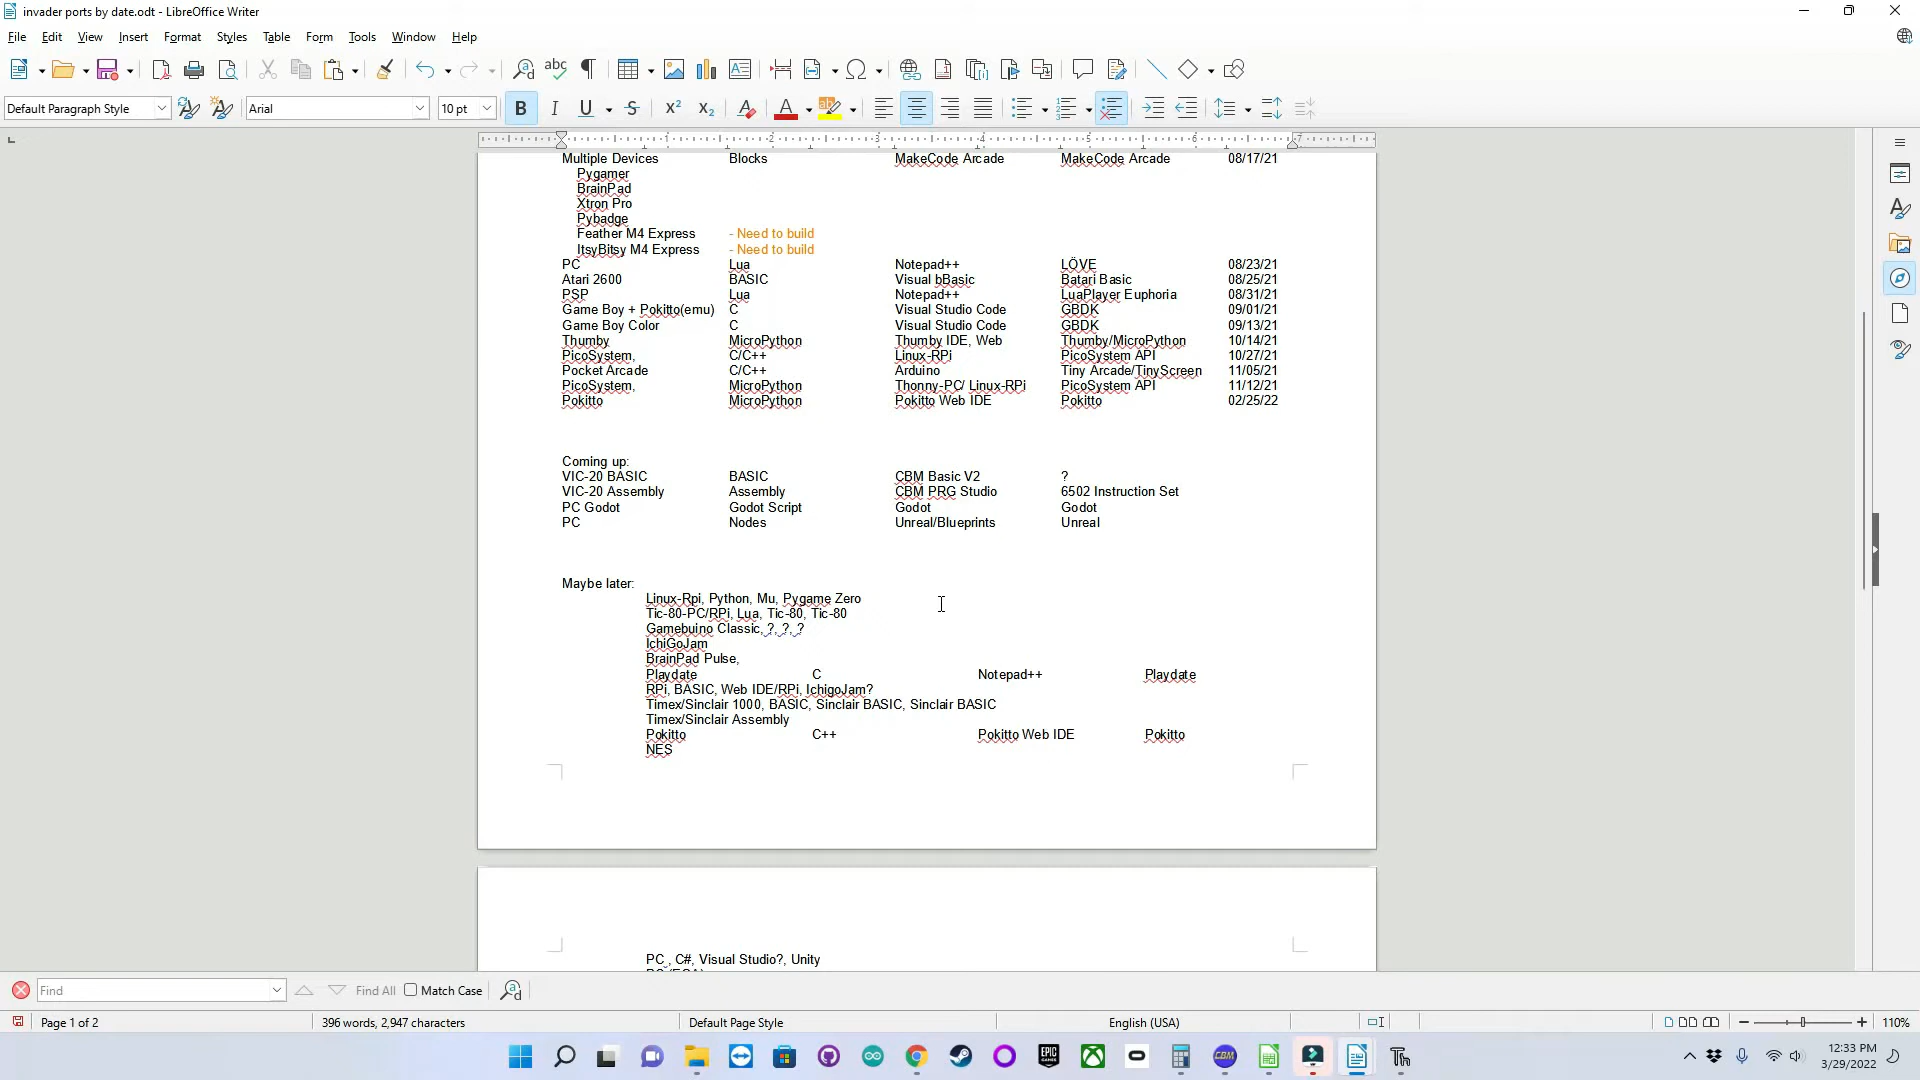 invader ports by date.odt - LibreOffice Writer
File Edit View Insert Format Styles Table Form Tools Window Help
Default Paragraph Style Arial 10 pt
Multiple Devices Blocks MakeCode Arcade MakeCode Arcade 08/17/21
Pygamer
BrainPad
Xtron Pro
Pybadge
Feather M4 Express - Need to build
ItsyBitsy M4 Express - Need to build
PC Lua Notepad++ LÖVE 08/23/21
Atari 2600 BASIC Visual bBasic Batari Basic 08/25/21
PSP Lua Notepad++ LuaPlayer Euphoria 08/31/21
Game Boy + Pokitto(emu) C Visual Studio Code GBDK 09/01/21
Game Boy Color C Visual Studio Code GBDK 09/13/21
Thumby MicroPython Thumby IDE, Web Thumby/MicroPython 10/14/21
PicoSystem, C/C++ Linux-RPi PicoSystem API 10/27/21
Pocket Arcade C/C++ Arduino Tiny Arcade/TinyScreen 11/05/21
PicoSystem, MicroPython Thonny-PC/ Linux-RPi PicoSystem API 11/12/21
Pokitto MicroPython Pokitto Web IDE Pokitto 02/25/22
Coming up:
VIC-20 BASIC BASIC CBM Basic V2 ?
VIC-20 Assembly Assembly CBM PRG Studio 6502 Instruction Set
PC Godot Godot Script Godot Godot
PC Nodes Unreal/Blueprints Unreal
Maybe later:
Linux-Rpi, Python, Mu, Pygame Zero
Tic-80-PC/RPi, Lua, Tic-80, Tic-80
Gamebuino Classic, ?, ?, ?
IchiGoJam
BrainPad Pulse,
Playdate C Notepad++ Playdate
RPi, BASIC, Web IDE/RPi, IchigoJam?
Timex/Sinclair 1000, BASIC, Sinclair BASIC, Sinclair BASIC
Timex/Sinclair Assembly
Pokitto C++ Pokitto Web IDE Pokitto
NES
PC , C#, Visual Studio?, Unity
Find Find All Match Case
Page 1 of 2 396 words, 2,947 characters Default Page Style English (USA) 110%
12:33 PM
3/29/2022